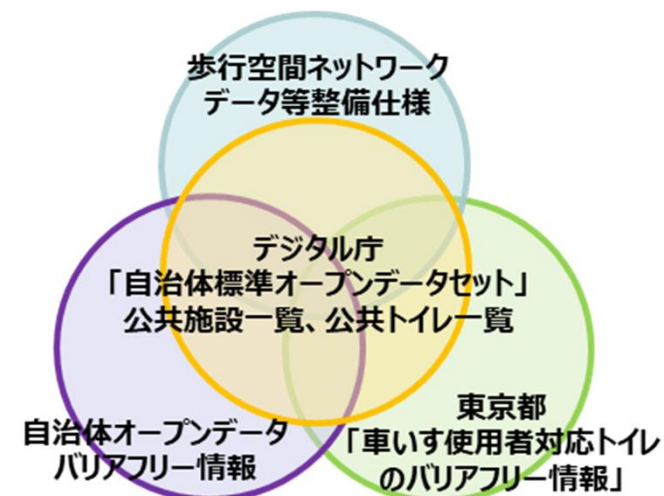 歩行空間ネットワーク
データ等整備仕様
デジタル庁
「自治体標準オープンデータセット」
公共施設一覧、公共トイレ一覧
自治体オープンデータ
バリアフリー情報
東京都
「車いす使用者対応トイレ
のバリアフリー情報」